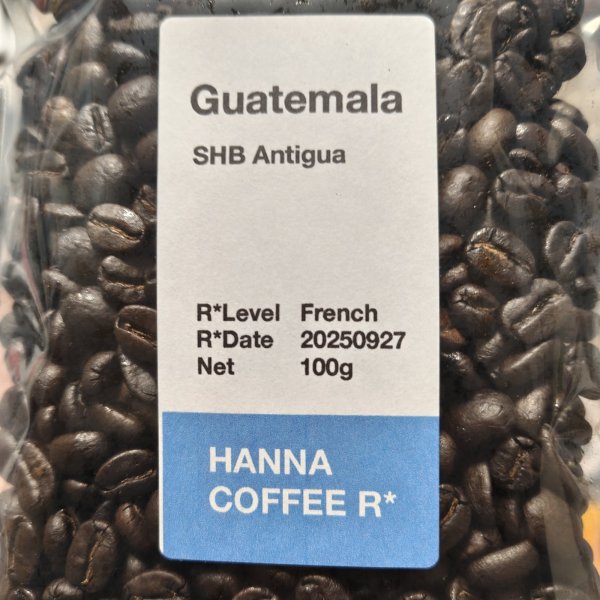 Guatemala
SHB Antigua
R*Level French
R*Date 20250927
Net 100g
HANNA
COFFEE R*